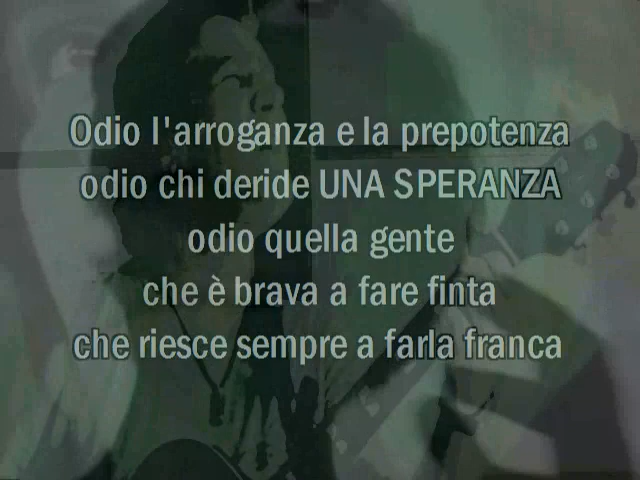 Odio l'arroganza e la prepotenza
odio chi deride UNA SPERANZA
odio quella gente
che è brava a fare finta
che riesce sempre a farla franca